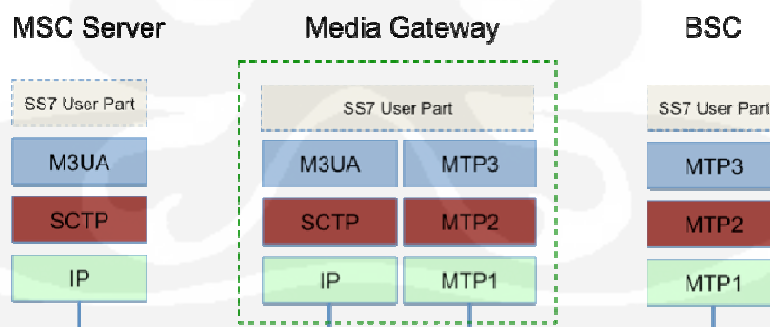 MSC Server
Media Gateway
BSC
SS7 User Part
SS7 User Part
SS7 User Part
M3UA
M3UA
MTP3
MTP3
SCTP
SCTP
MTP2
MTP2
IP
IP
MTP1
MTP1